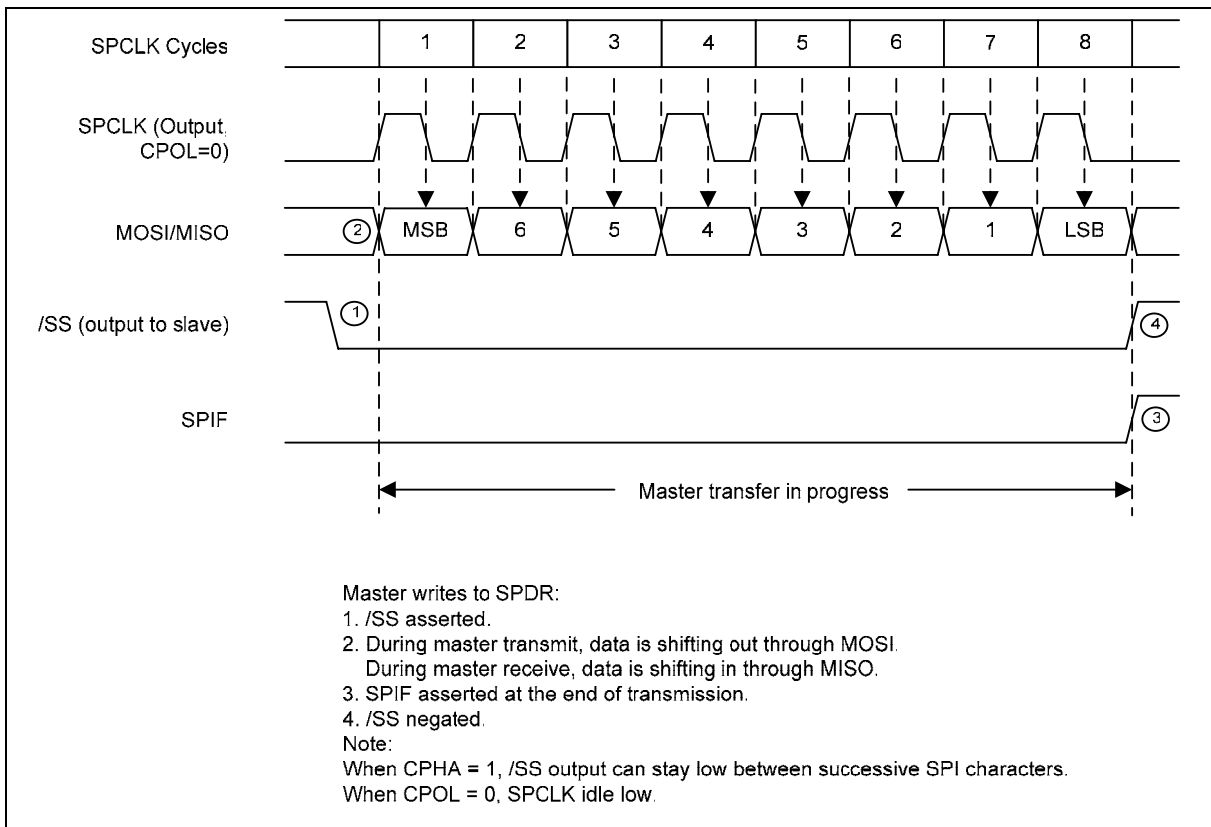 SPCLK Cycles 1 2 3 4 5 6 7 8
SPCLK (Output,
CPOL=0)
MOSI/MISO 2 MSB 6 5 4 3 2 1 LSB
/SS (output to slave) 1 4
SPIF 3
Master transfer in progress
Master writes to SPDR:
1. /SS asserted.
2. During master transmit, data is shifting out through MOSI.
During master receive, data is shifting in through MISO.
3. SPIF asserted at the end of transmission.
4. /SS negated.
Note:
When CPHA = 1, /SS output can stay low between successive SPI characters.
When CPOL = 0, SPCLK idle low.